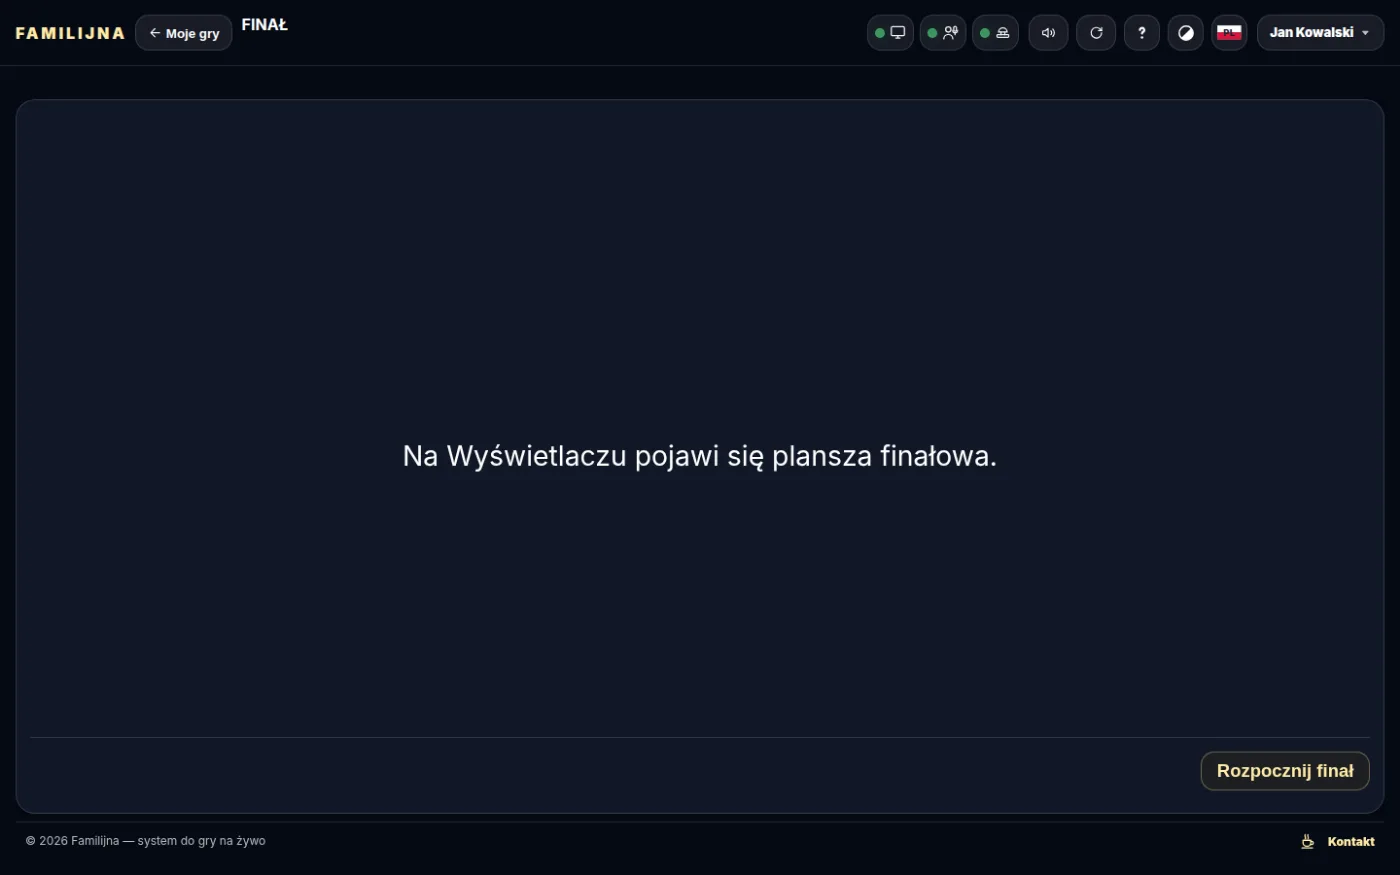 FAMILIJNA
← Moje gry
FINAŁ
?
PL
Jan Kowalski
Na Wyświetlaczu pojawi się plansza finałowa.
Rozpocznij finał
© 2026 Familijna — system do gry na żywo
Kontakt